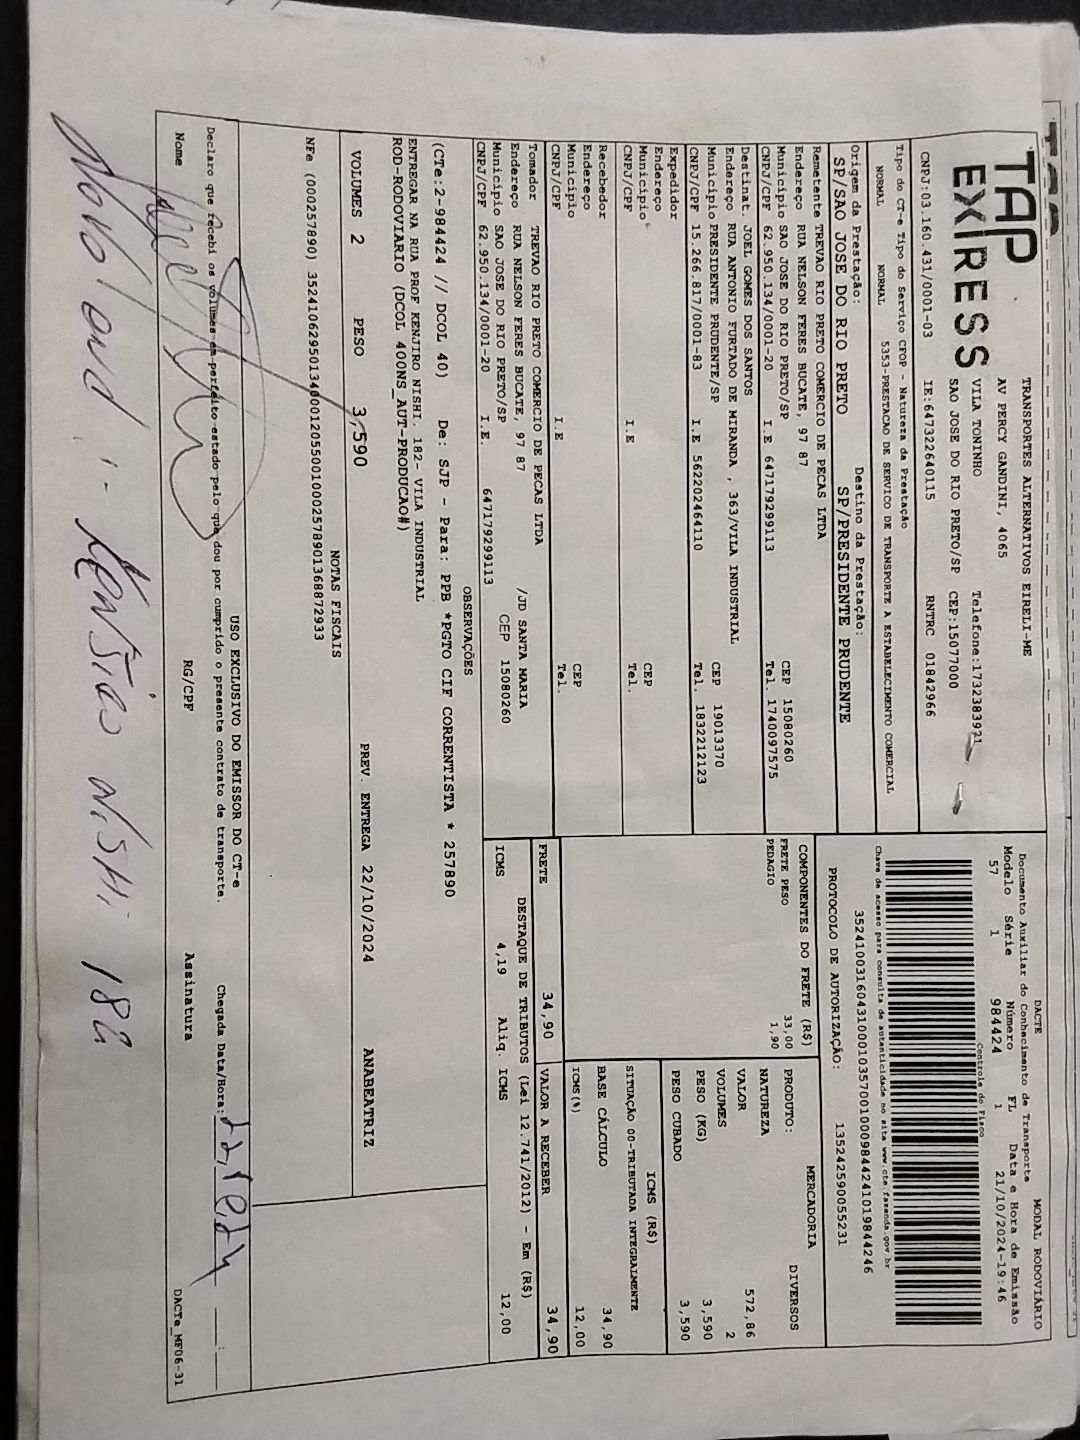 TAP
EXIRESS
TRANSPORTES ALTERNATIVOS EIRELI-ME
AV PERCY GANDINI, 4065
VILA TONINHO Telefone:1732383921
SAO JOSE DO RIO PRETO/SP CEP:15077000
CNPJ:03.160.431/0001-03 IE:647322640115 RNTRC 01842966
Tipo do CT-e Tipo do Serviço CFOP - Natureza da Prestação
NORMAL NORMAL 5353-PRESTACAO DE SERVICO DE TRANSPORTE A ESTABELECIMENTO COMERCIAL
Origem da Prestação: Destino da Prestação:
SP/SAO JOSE DO RIO PRETO SP/PRESIDENTE PRUDENTE
Remetente TREVAO RIO PRETO COMERCIO DE PECAS LTDA
Endereço RUA NELSON FERES BUCATE, 97 87
Município SAO JOSE DO RIO PRETO/SP CEP 15080260
CNPJ/CPF 62.950.134/0001-20 I.E 647179299113 Tel. 1740097575
Destinat. JOEL GOMES DOS SANTOS
Endereço RUA ANTONIO FURTADO DE MIRANDA , 363/VILA INDUSTRIAL
Município PRESIDENTE PRUDENTE/SP CEP 19013370
CNPJ/CPF 15.266.817/0001-83 I.E 562202464110 Tel. 1832212123
Expedidor
Endereço
Município CEP
CNPJ/CPF I.E Tel.
Recebedor
Endereço
Município CEP
CNPJ/CPF I.E Tel.
Tomador TREVAO RIO PRETO COMERCIO DE PECAS LTDA
Endereço RUA NELSON FERES BUCATE, 97 87 /JD SANTA MARIA
Município SAO JOSE DO RIO PRETO/SP CEP 15080260
CNPJ/CPF 62.950.134/0001-20 I.E. 647179299113
DACTE MODAL RODOVIÁRIO
Documento Auxiliar do Conhecimento de Transporte
Modelo Série Número FL Data e Hora de Emissão
57 1 984424 1 21/10/2024-19:46
Controle do Fisco
Chave de acesso para consulta de autenticidade no site www.cte.fazenda.gov.br
35241003160431000103570010009844241019844246
PROTOCOLO DE AUTORIZAÇÃO: 135242590055231
COMPONENTES DO FRETE (R$)
FRETE PESO 33,00
PEDAGIO 1,90
PRODUTO: MERCADORIA
NATUREZA DIVERSOS
VALOR 572,86
VOLUMES 2
PESO (KG) 3,590
PESO CUBADO 3,590
ICMS (R$)
SITUAÇÃO 00-TRIBUTADA INTEGRALMENTE
BASE CÁLCULO 34,90
ICMS(%) 12,00
FRETE 34,90 VALOR A RECEBER 34,90
DESTAQUE DE TRIBUTOS (Lei 12.741/2012) - Em (R$)
ICMS 4,19 Aliq. ICMS 12,00
OBSERVAÇÕES
(CTe:2-984424 // DCOL 40) De: SJP - Para: PPB *PGTO CIF CORRENTISTA * 257890
ENTREGAR NA RUA PROF KENJIRO NISHI. 182- VILA INDUSTRIAL
ROD-RODOVIARIO (DCOL 400NS_AUT-PRODUCAO#)
VOLUMES 2 PESO 3,590 PREV. ENTREGA 22/10/2024 ANABEATRIZ
NOTAS FISCAIS
NFe (000257890) 35241062950134000120550010002578901368872933
USO EXCLUSIVO DO EMISSOR DO CT-e
Declaro que recebi os volumes em perfeito estado pelo que dou por cumprido o presente contrato de transporte. Chegada Data/Hora:
Nome RG/CPF Assinatura DACTe_MF06-31